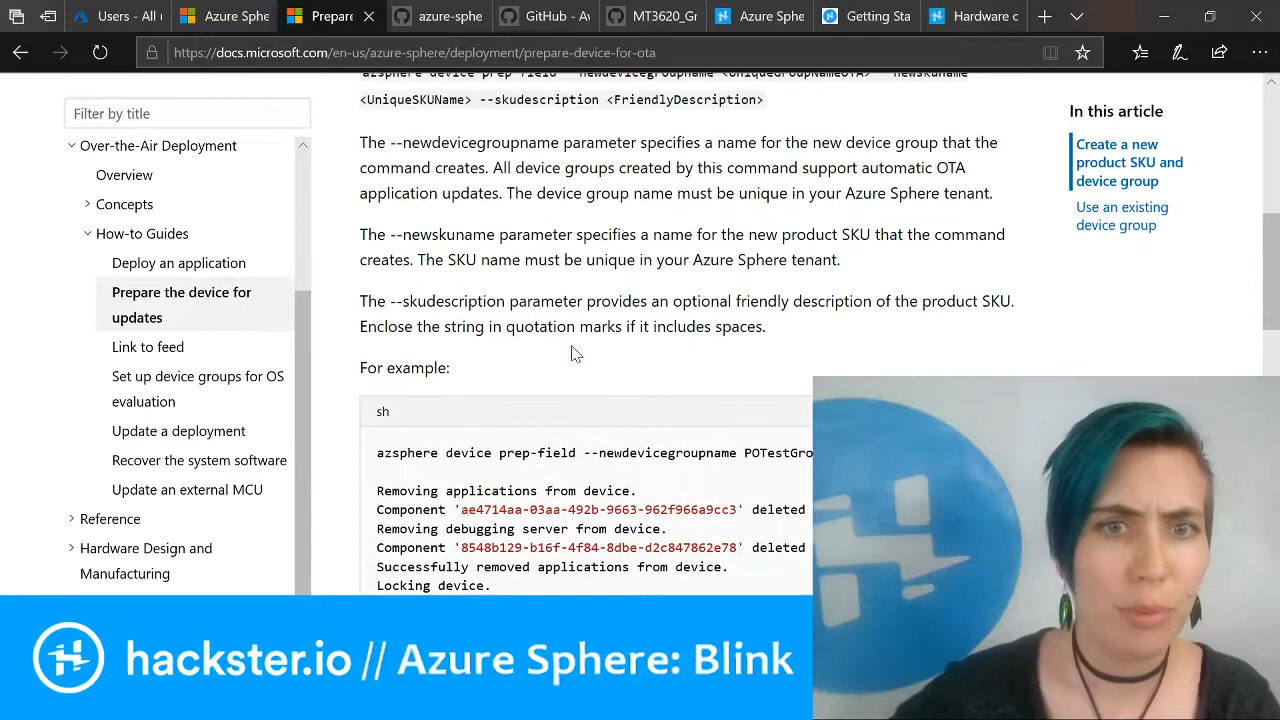 Users - All u
Azure Sphe
Prepare
azure-sphe
GitHub - Av
MT3620_Gr
Azure Sphe
Getting Sta
Hardware c
https://docs.microsoft.com/en-us/azure-sphere/deployment/prepare-device-for-ota
Filter by title
Over-the-Air Deployment
Overview
Concepts
How-to Guides
Deploy an application
Prepare the device for
updates
Link to feed
Set up device groups for OS
evaluation
Update a deployment
Recover the system software
Update an external MCU
Reference
Hardware Design and
Manufacturing
azsphere device prep-field --newdevicegroupname <UniqueGroupNameOTA> --newskuname
<UniqueSKUName> --skudescription <FriendlyDescription>
The --newdevicegroupname parameter specifies a name for the new device group that the
command creates. All device groups created by this command support automatic OTA
application updates. The device group name must be unique in your Azure Sphere tenant.
The --newskuname parameter specifies a name for the new product SKU that the command
creates. The SKU name must be unique in your Azure Sphere tenant.
The --skudescription parameter provides an optional friendly description of the product SKU.
Enclose the string in quotation marks if it includes spaces.
For example:
sh
azsphere device prep-field --newdevicegroupname POTestGro
Removing applications from device.
Component 'ae4714aa-03aa-492b-9663-962f966a9cc3' deleted
Removing debugging server from device.
Component '8548b129-b16f-4f84-8dbe-d2c847862e78' deleted
Successfully removed applications from device.
Locking device.
In this article
Create a new
product SKU and
device group
Use an existing
device group
hackster.io // Azure Sphere: Blink